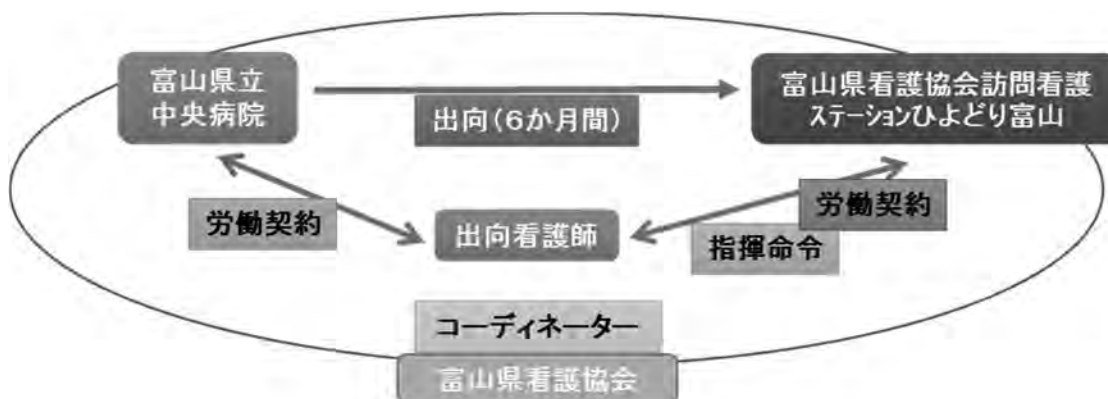 富山県立
中央病院
出向(6か月間)
富山県看護協会訪問看護
ステーションひよどり富山
労働契約
出向看護師
労働契約
指揮命令
コーディネーター
富山県看護協会